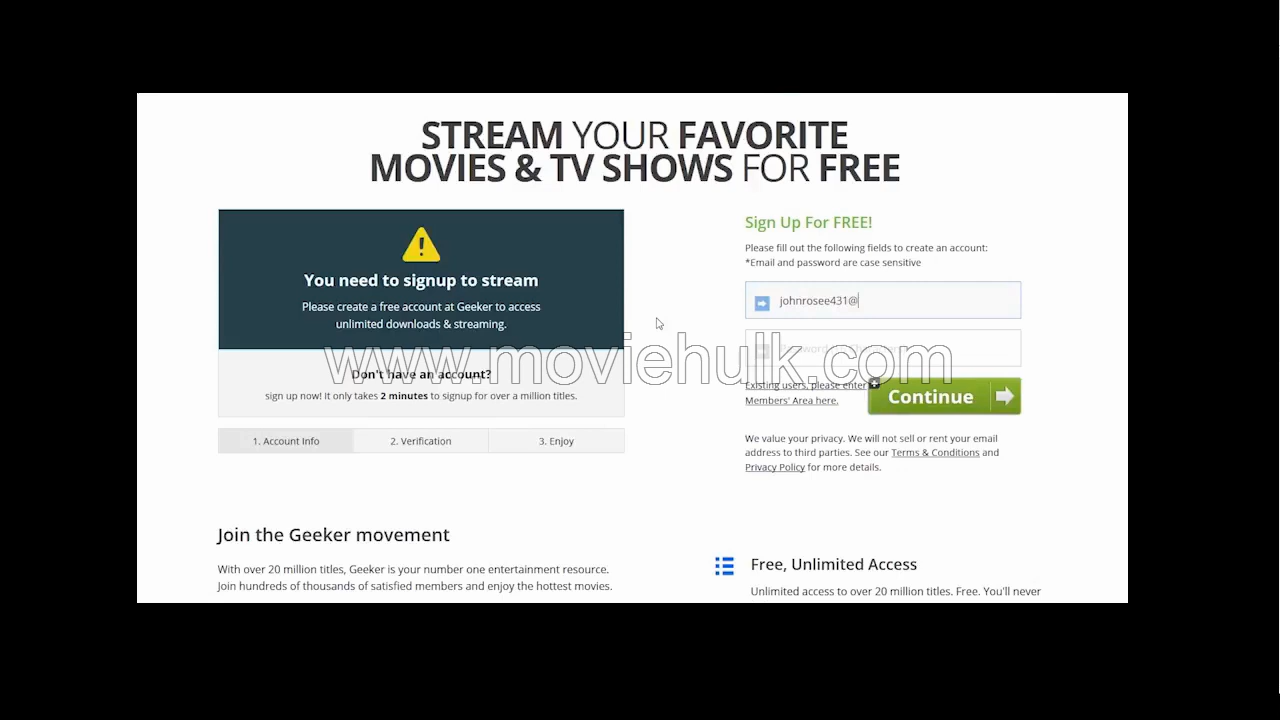 STREAM YOUR FAVORITE
MOVIES & TV SHOWS FOR FREE
You need to signup to stream
Please create a free account at Geeker to access
unlimited downloads & streaming.
Don't have an account?
sign up now! It only takes 2 minutes to signup for over a million titles.
1. Account Info
2. Verification
3. Enjoy
Sign Up For FREE!
Please fill out the following fields to create an account:
*Email and password are case sensitive
johnrosee431@
www.moviehulk.com
Existing users, please enter
Members' Area here.
Continue
We value your privacy. We will not sell or rent your email
address to third parties. See our Terms & Conditions and
Privacy Policy for more details.
Join the Geeker movement
With over 20 million titles, Geeker is your number one entertainment resource.
Join hundreds of thousands of satisfied members and enjoy the hottest movies.
Free, Unlimited Access
Unlimited access to over 20 million titles. Free. You'll never